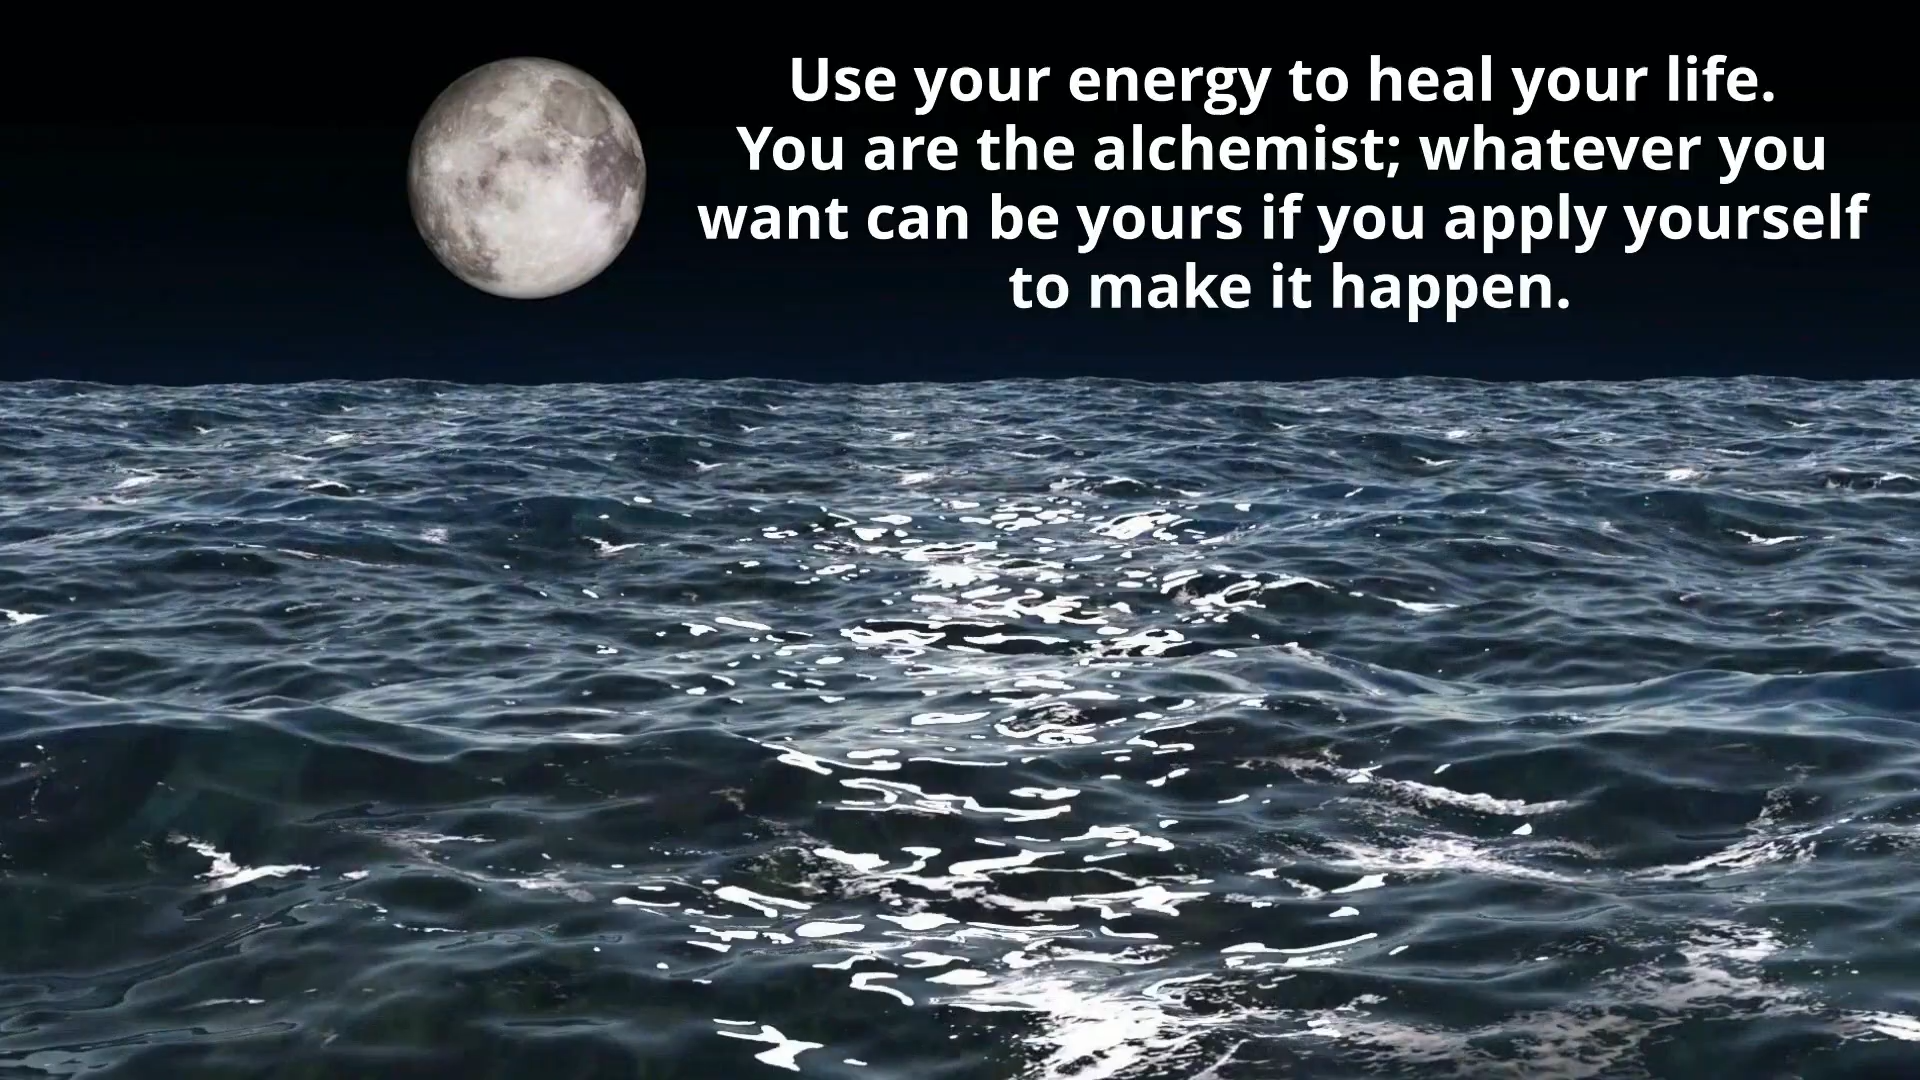 Use your energy to heal your life.
You are the alchemist; whatever you
want can be yours if you apply yourself
to make it happen.